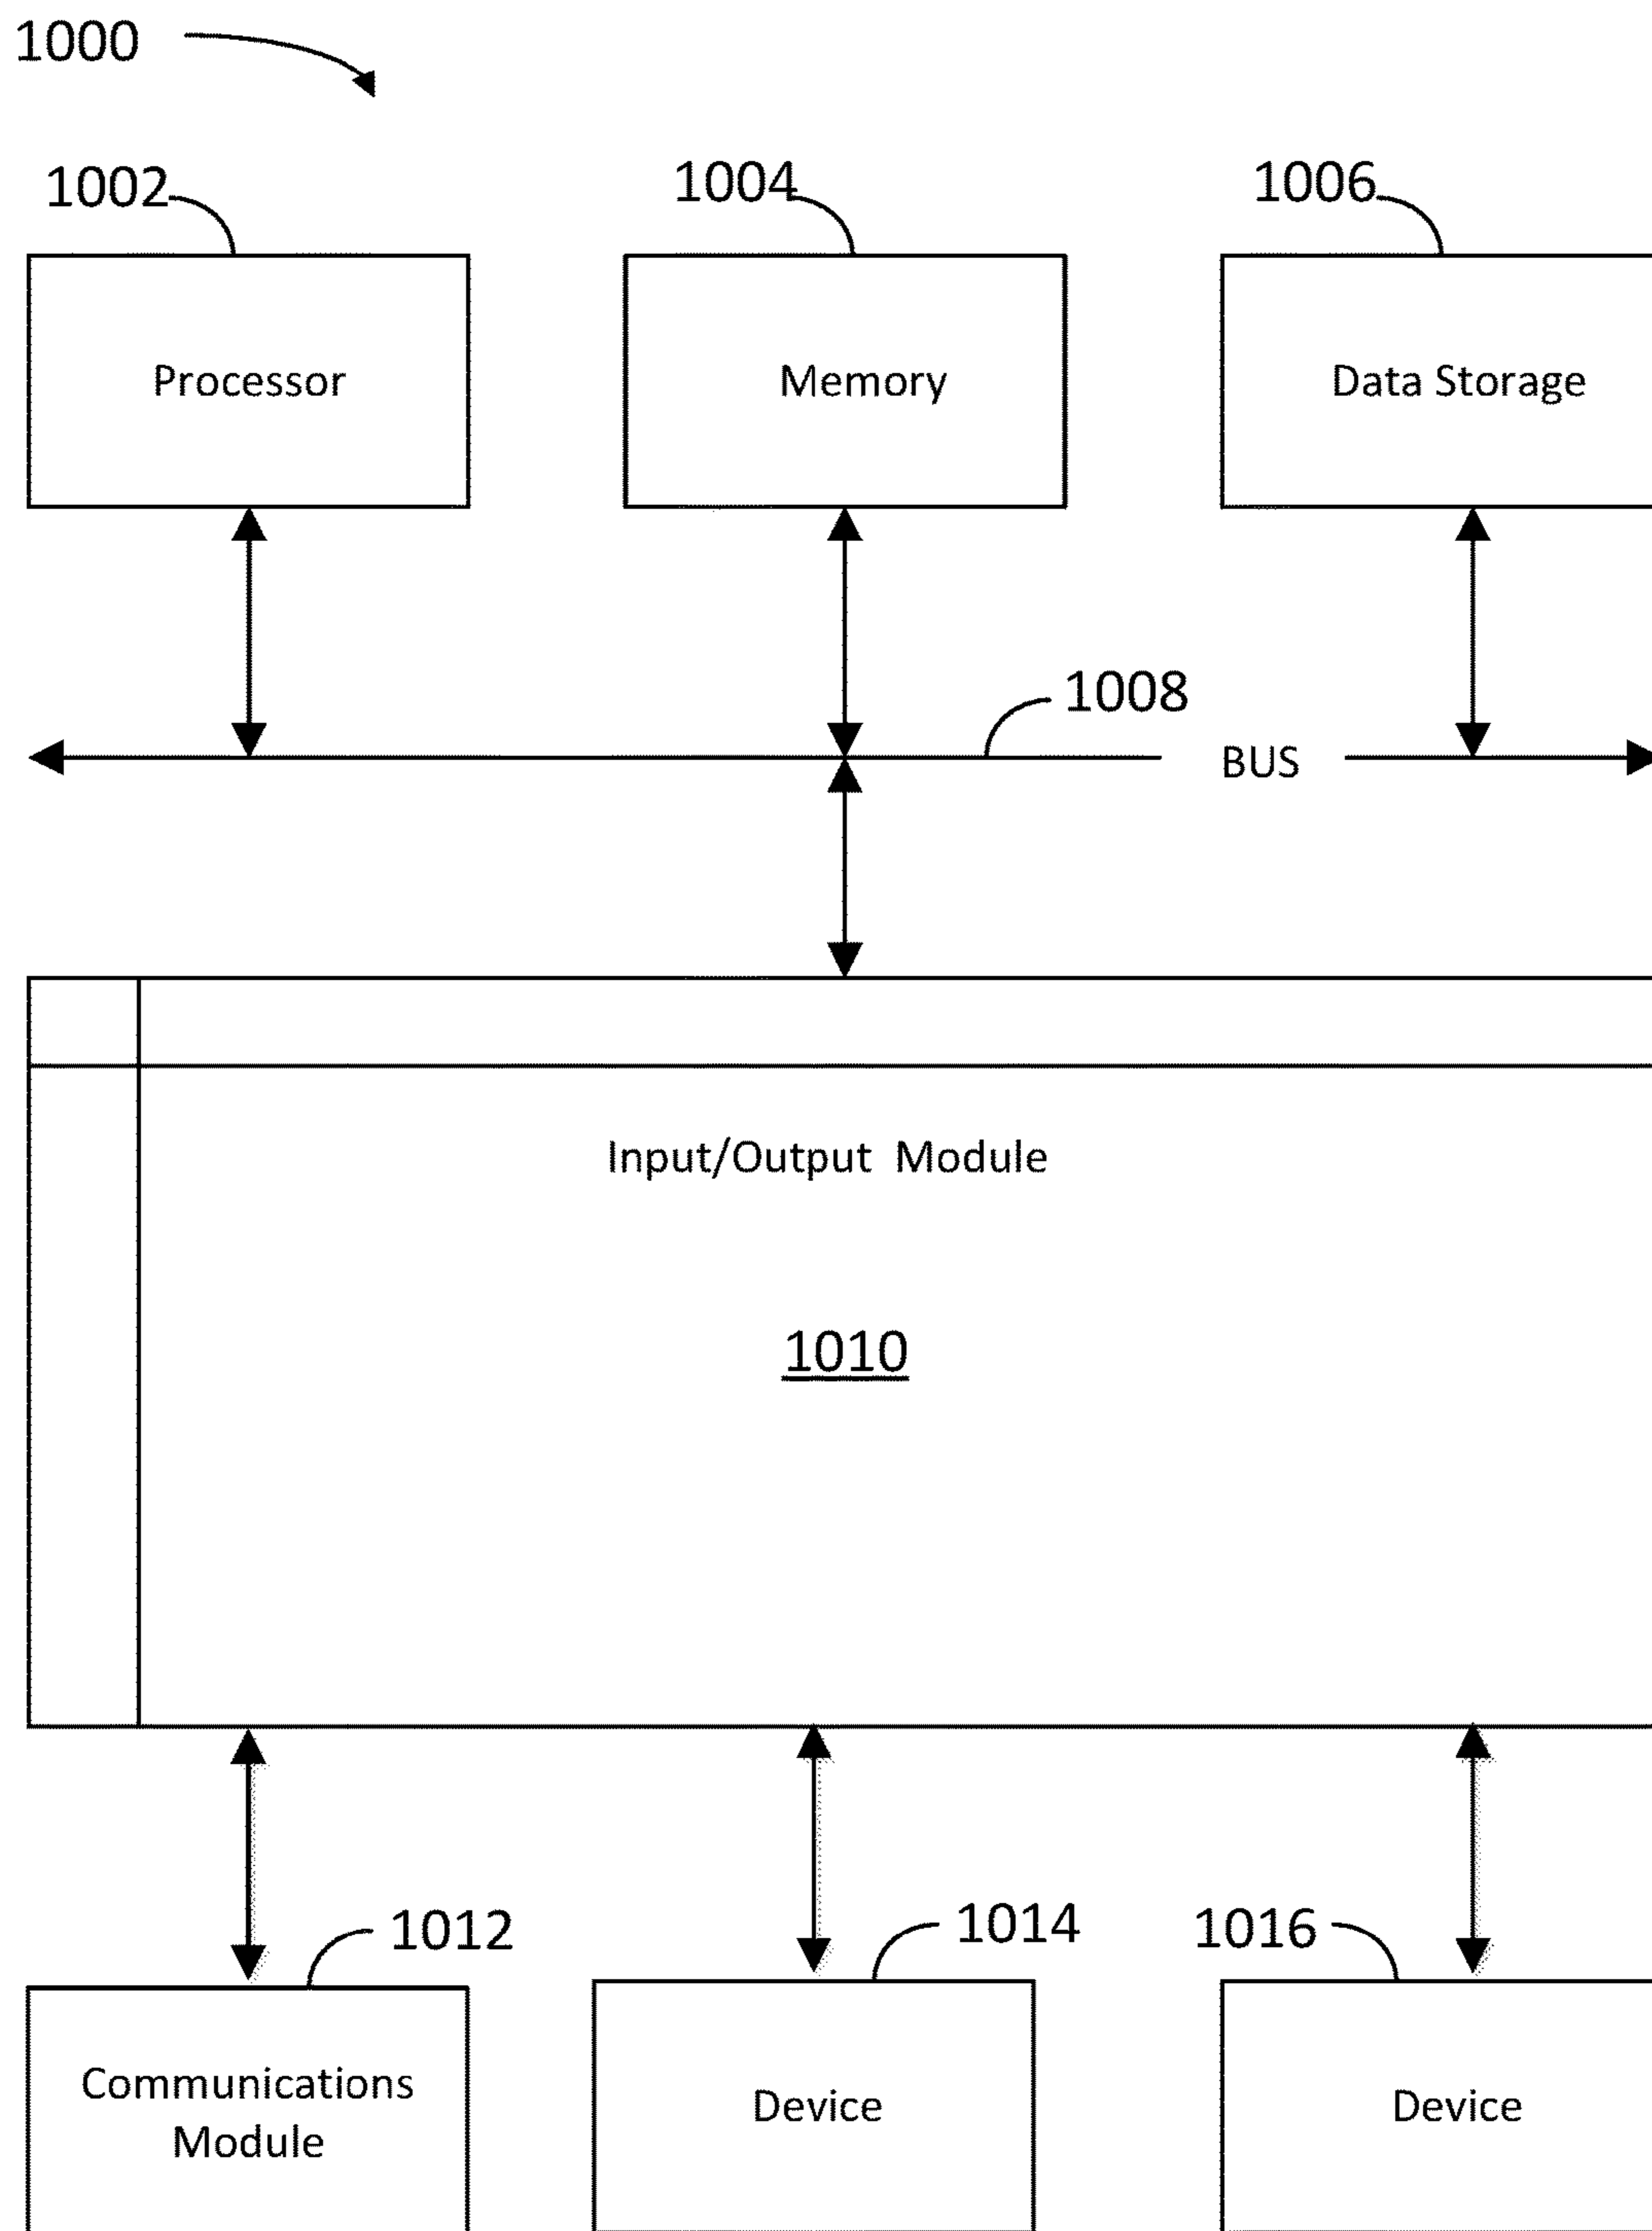 1000
1002
1004
1006
Processor
Memory
Data Storage
1008
BUS
Input/Output Module
1010
1012
1014
1016
Communications
Module
Device
Device